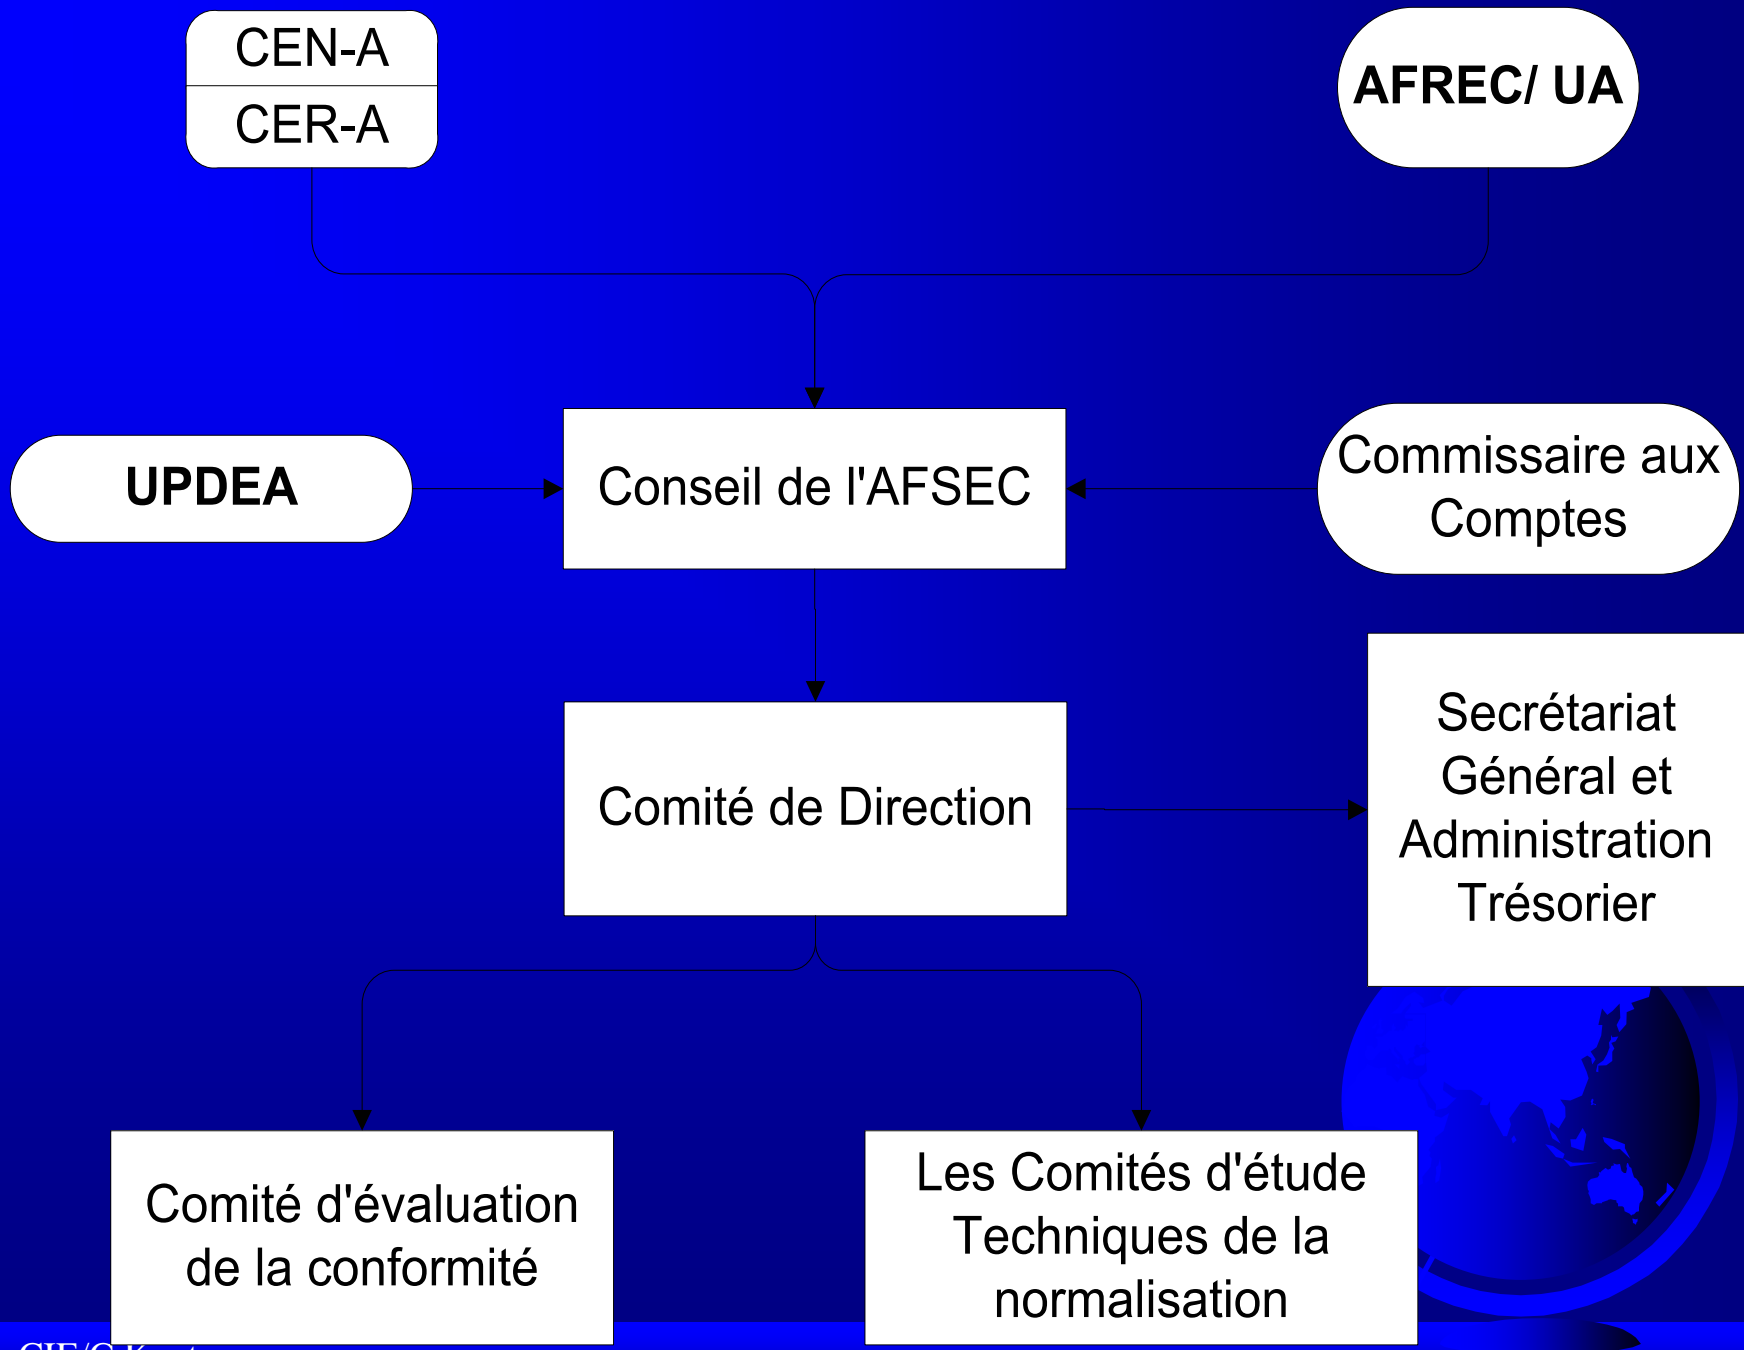 CEN-A
CER-A
AFREC/ UA
UPDEA
Conseil de l'AFSEC
Commissaire aux
Comptes
Comité de Direction
Secrétariat
Général et
Administration
Trésorier
Comité d'évaluation
de la conformité
Les Comités d'étude
Techniques de la
normalisation